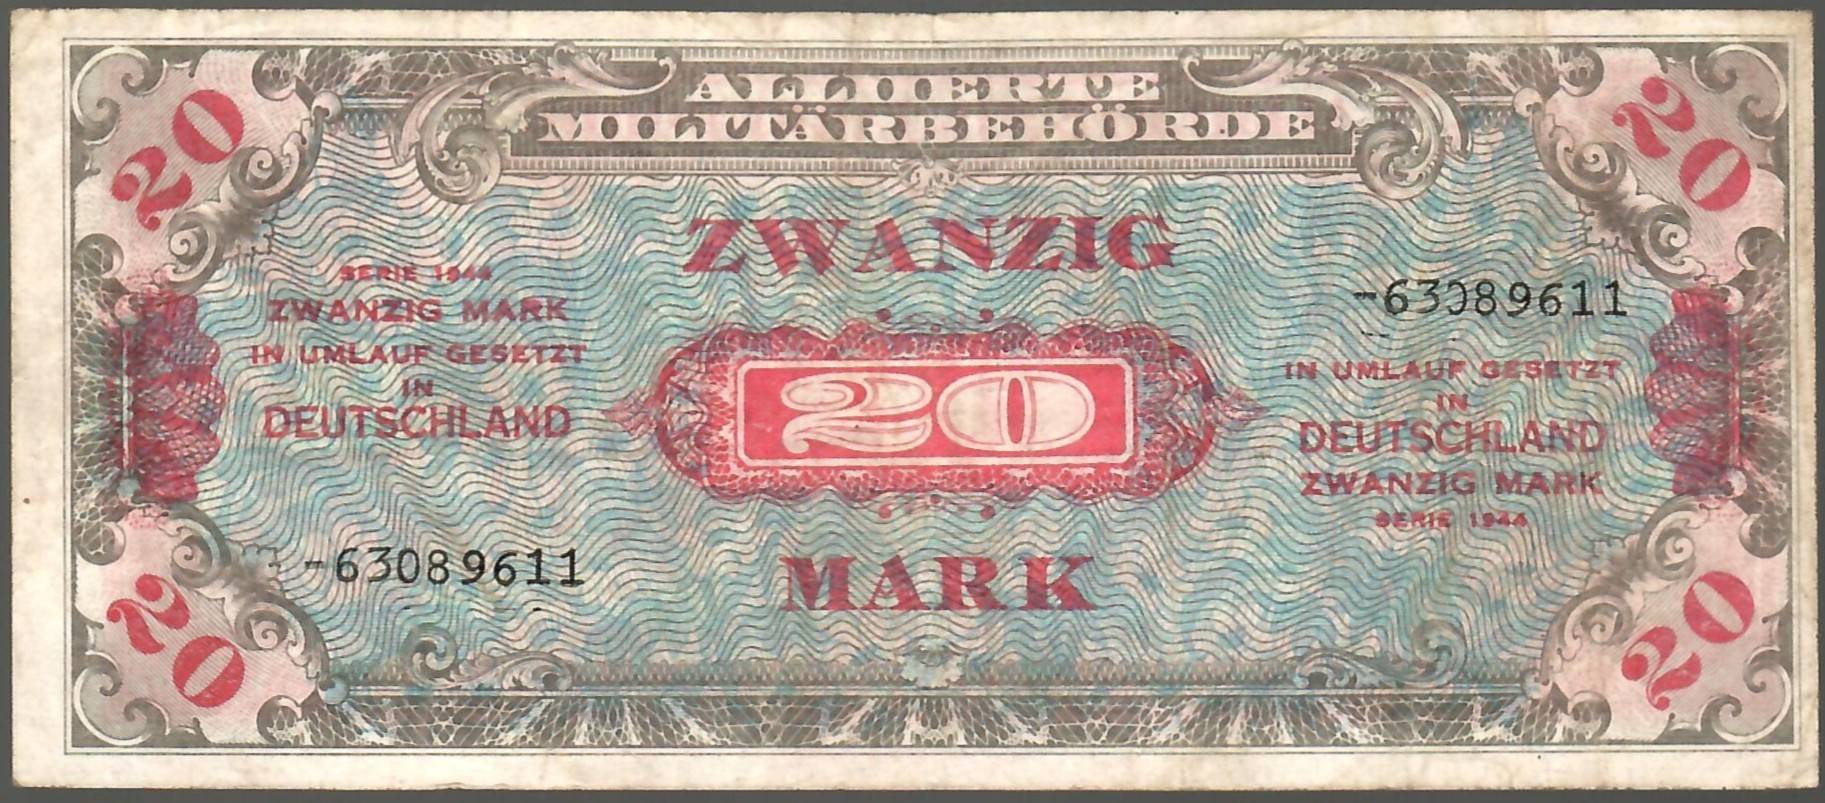 20
ALLIIERTE
MILITÄRBEHÖRDE
20
ZWANZIG
SERIE 1944
ZWANZIG MARK
IN UMLAUF GESETZT
IN
DEUTSCHLAND
-63089611
20
IN UMLAUF GESETZT
IN
DEUTSCHLAND
ZWANZIG MARK
SERIE 1944
-63089611
MARK
20
20